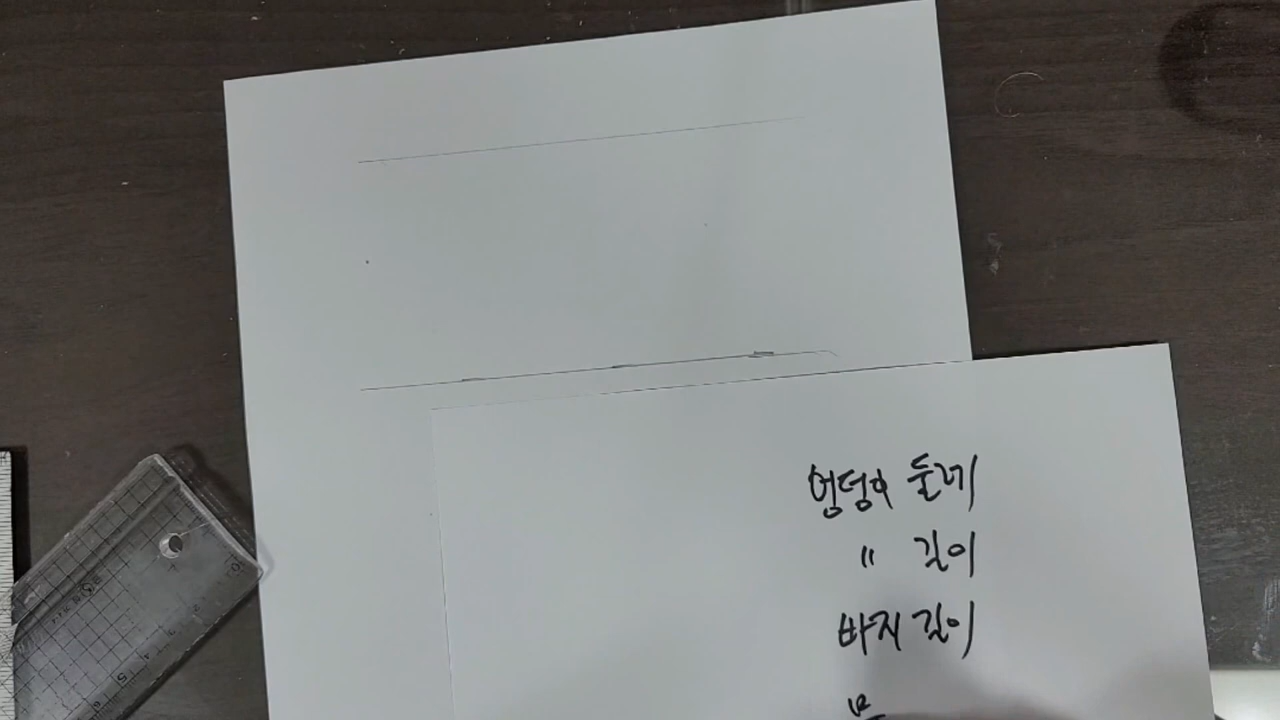 엉덩이 둘레
〃 길이
바지 길이